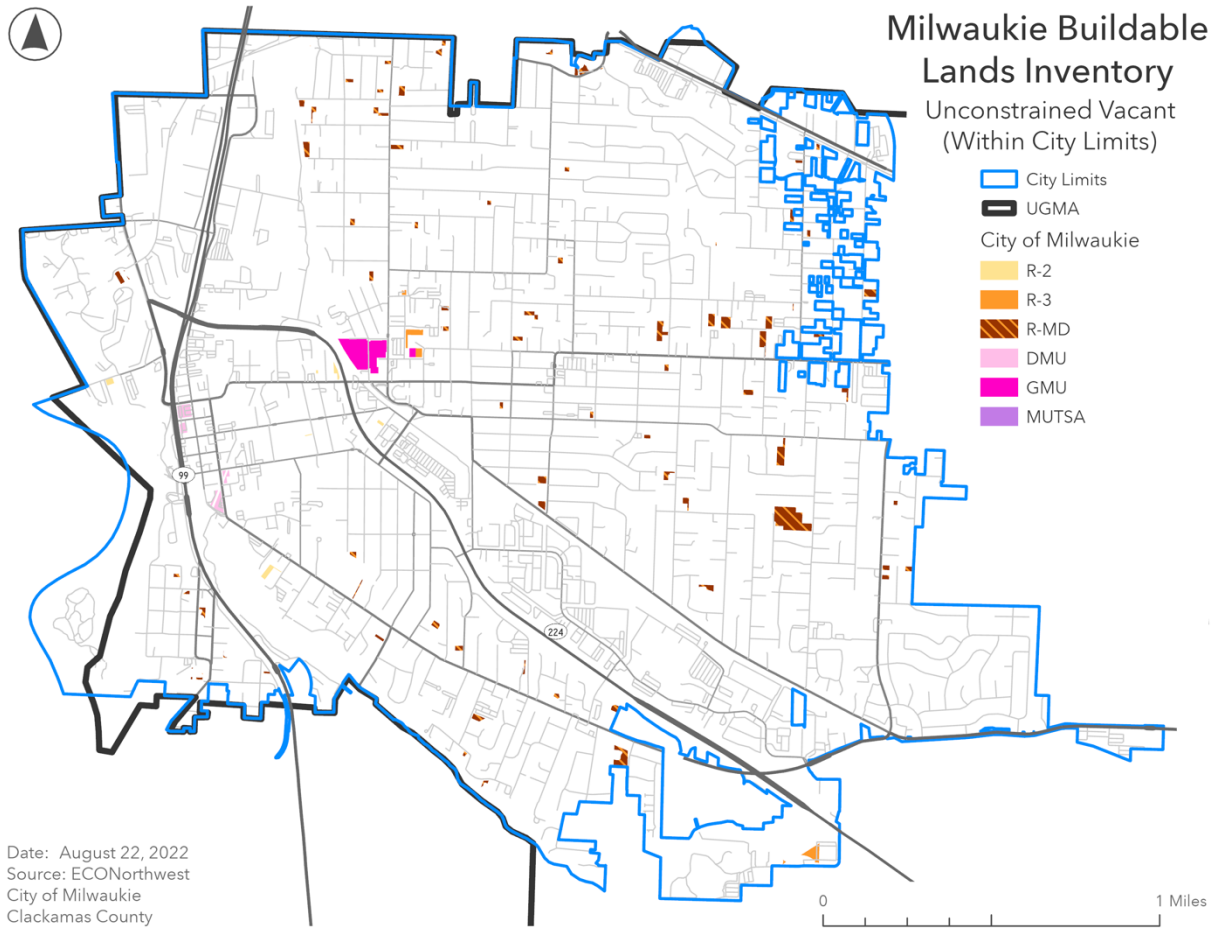 Milwaukie Buildable
Lands Inventory
Unconstrained Vacant
(Within City Limits)
City Limits
UGMA
City of Milwaukie
R-2
R-3
R-MD
DMU
GMU
MUTSA
99
224
Date: August 22, 2022
Source: ECONorthwest
City of Milwaukie
Clackamas County
0
1 Miles